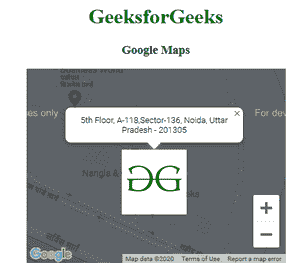 GeeksforGeeks
Google Maps
es only
For dev
5th Floor, A-118,Sector-136, Noida, Uttar
Pradesh - 201305
×
Nangla
+
−
Google
Map data ©2020 Terms of Use Report a map error